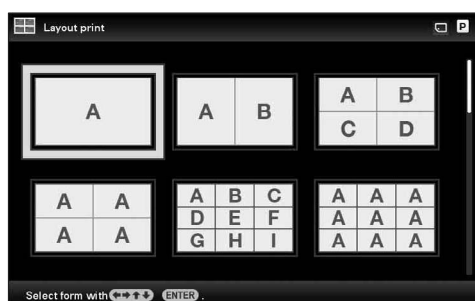 Layout print P
A A B A B
C D
A A A B C A A A
D E F A A A
A A G H I A A A
Select form with ENTER .